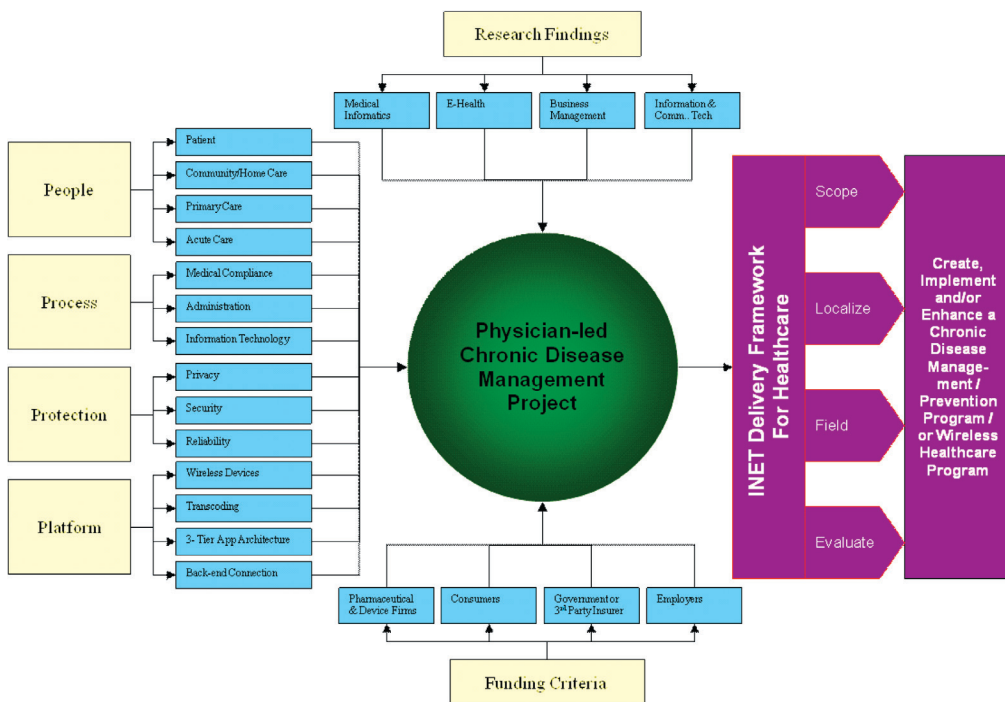 Research Findings
Medical
Informatics
E-Health
Business
Management
Information &
Comm.. Tech
People
Patient
Community/Home Care
Primary Care
Acute Care
Process
Medical Compliance
Administration
Information Technology
Protection
Privacy
Security
Reliability
Platform
Wireless Devices
Transcoding
3- Tier App Architecture
Back-end Connection
Physician-led
Chronic Disease
Management
Project
Pharmaceutical
& Device Firms
Consumers
Government or
3rd Party Insurer
Employers
Funding Criteria
INET Delivery Framework
For Healthcare
Scope
Localize
Field
Evaluate
Create,
Implement
and/or
Enhance a
Chronic
Disease
Manage-
ment /
Prevention
Program /
or Wireless
Healthcare
Program